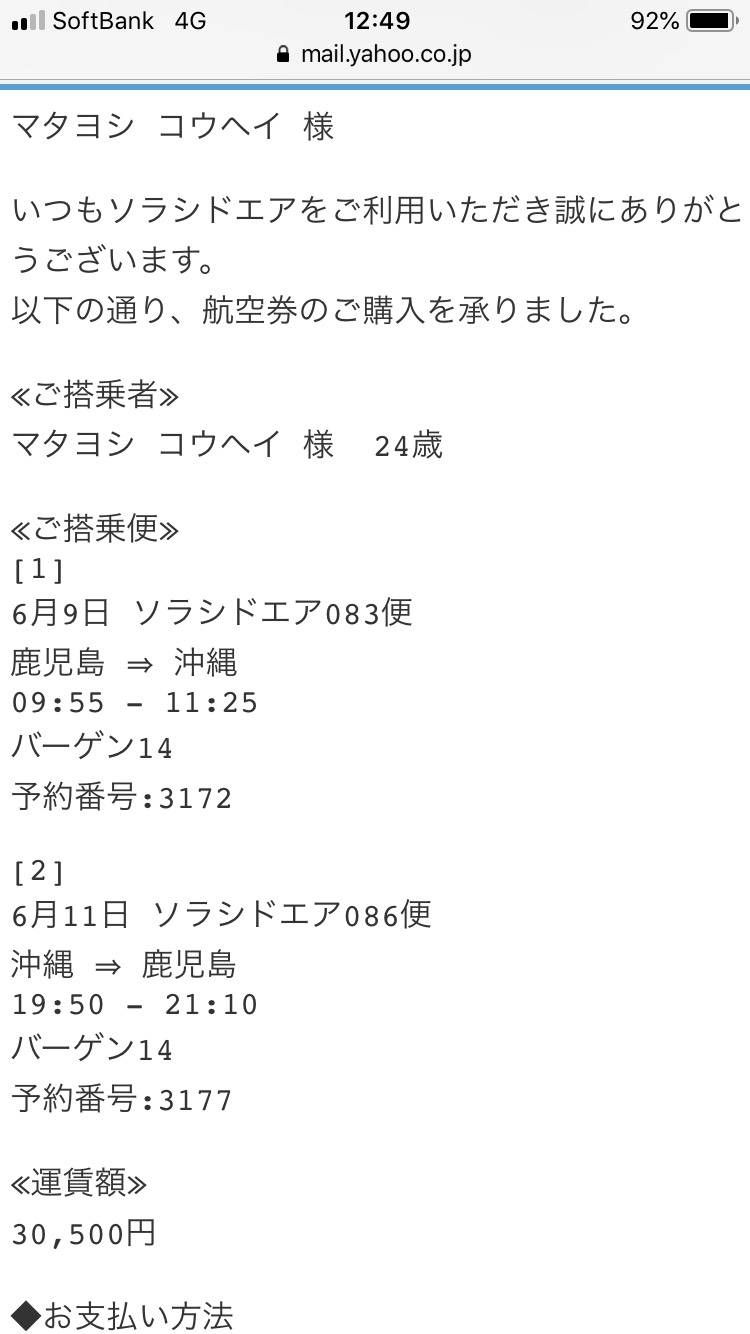 SoftBank 4G 12:49 92%
mail.yahoo.co.jp
マタヨシ コウヘイ 様
いつもソラシドエアをご利用いただき誠にありがと
うございます。
以下の通り、航空券のご購入を承りました。
≪ご搭乗者≫
マタヨシ コウヘイ 様　24歳
≪ご搭乗便≫
[1]
6月9日 ソラシドエア083便
鹿児島 ⇒ 沖縄
09:55 - 11:25
バーゲン14
予約番号:3172
[2]
6月11日 ソラシドエア086便
沖縄 ⇒ 鹿児島
19:50 - 21:10
バーゲン14
予約番号:3177
≪運賃額≫
30,500円
◆お支払い方法